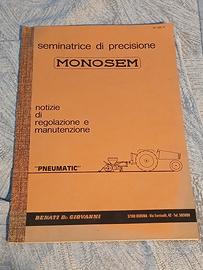 seminatrice di precisione
MONOSEM
notizie
di
regolazione e
manutenzione
"PNEUMATIC"
BENATI Dr. GIOVANNI